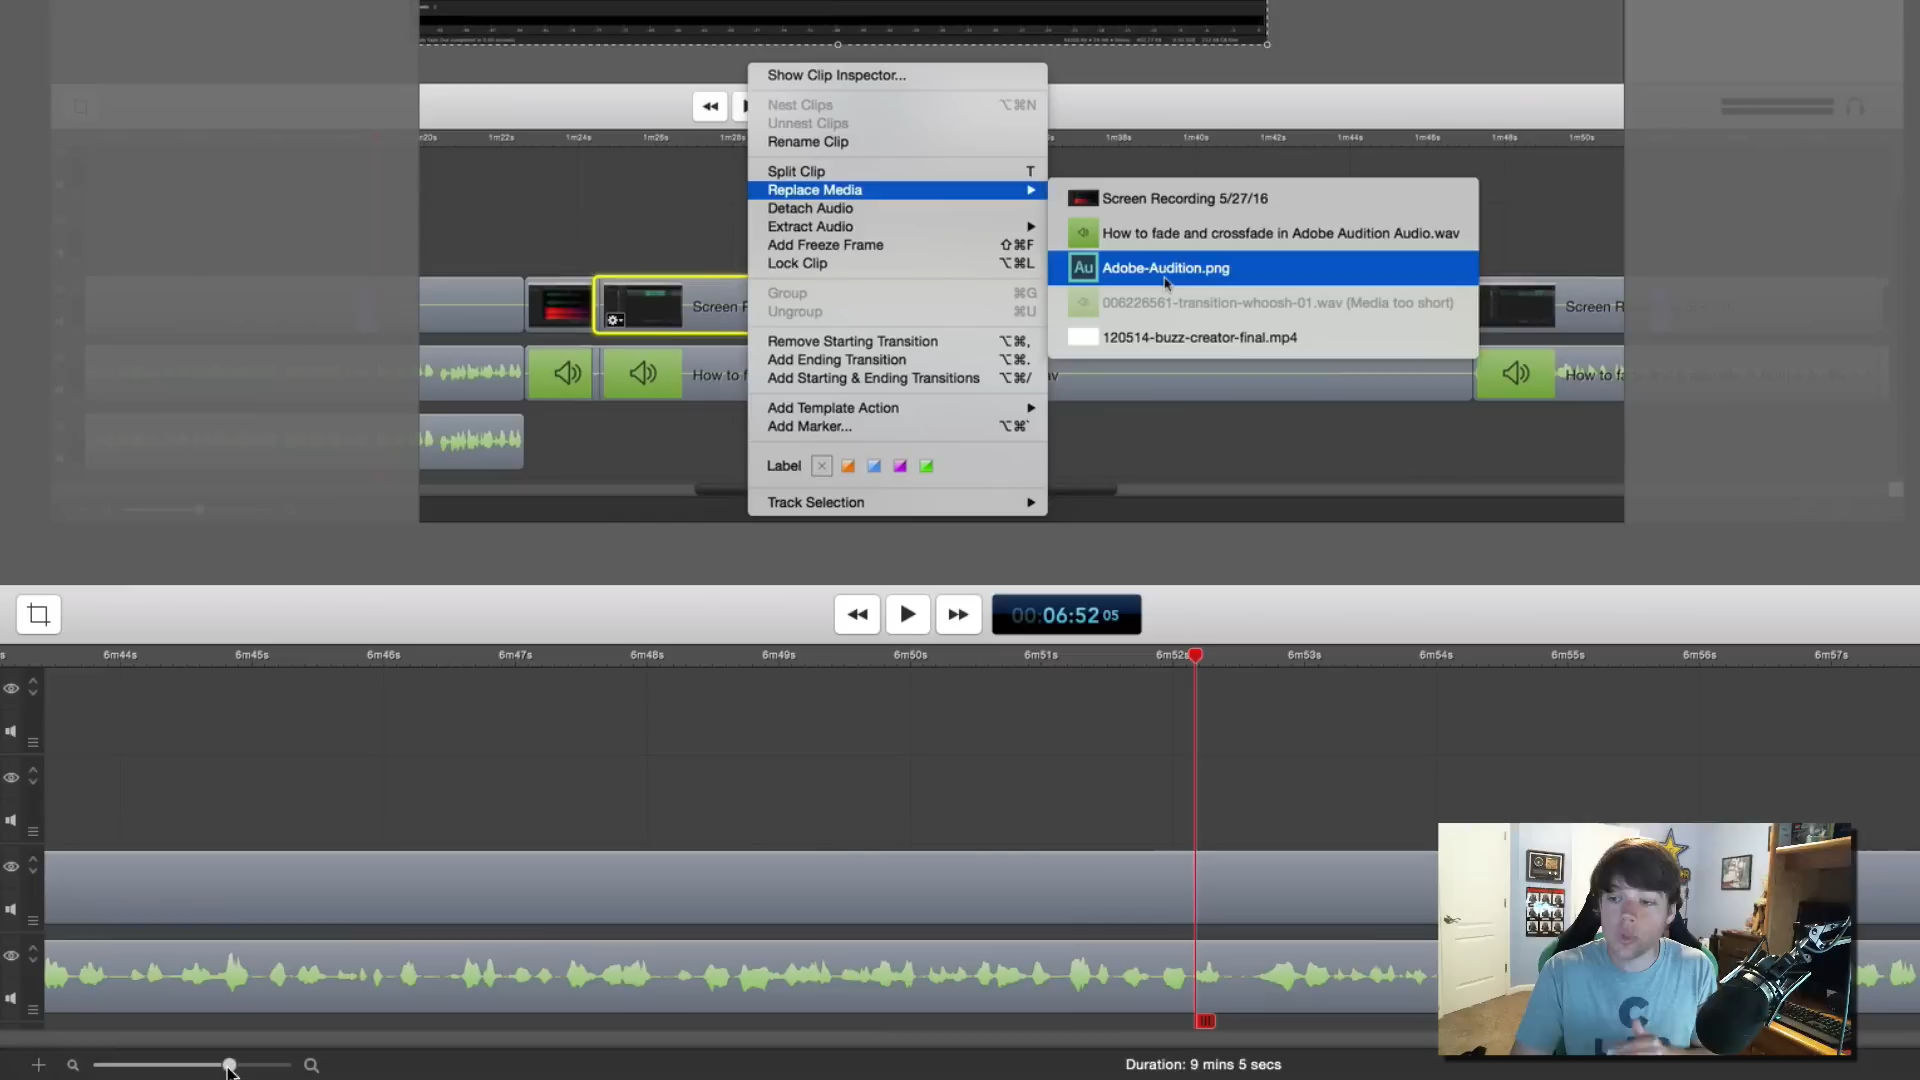 Show Clip Inspector...
Nest Clips ⌥⌘N
Unnest Clips
Rename Clip
Split Clip T
Replace Media
Detach Audio
Extract Audio
Add Freeze Frame ⇧⌘F
Lock Clip ⌥⌘L
Group ⌘G
Ungroup ⌘U
Remove Starting Transition ⌥⌘,
Add Ending Transition ⌥⌘.
Add Starting & Ending Transitions ⌥⌘/
Add Template Action
Add Marker... ⌥⌘`
Label
Track Selection
Screen Recording 5/27/16
How to fade and crossfade in Adobe Audition Audio.wav
Au Adobe-Audition.png
006226561-transition-whoosh-01.wav (Media too short)
120514-buzz-creator-final.mp4
1m22s 1m24s 1m26s 1m28s 1m38s 1m40s 1m42s 1m44s 1m46s 1m48s 1m50s
Screen R
Screen R
How to f
How to f
00:06:52 05
6m44s 6m45s 6m46s 6m47s 6m48s 6m49s 6m50s 6m51s 6m52s 6m53s 6m54s 6m55s 6m56s 6m57s
C
Duration: 9 mins 5 secs